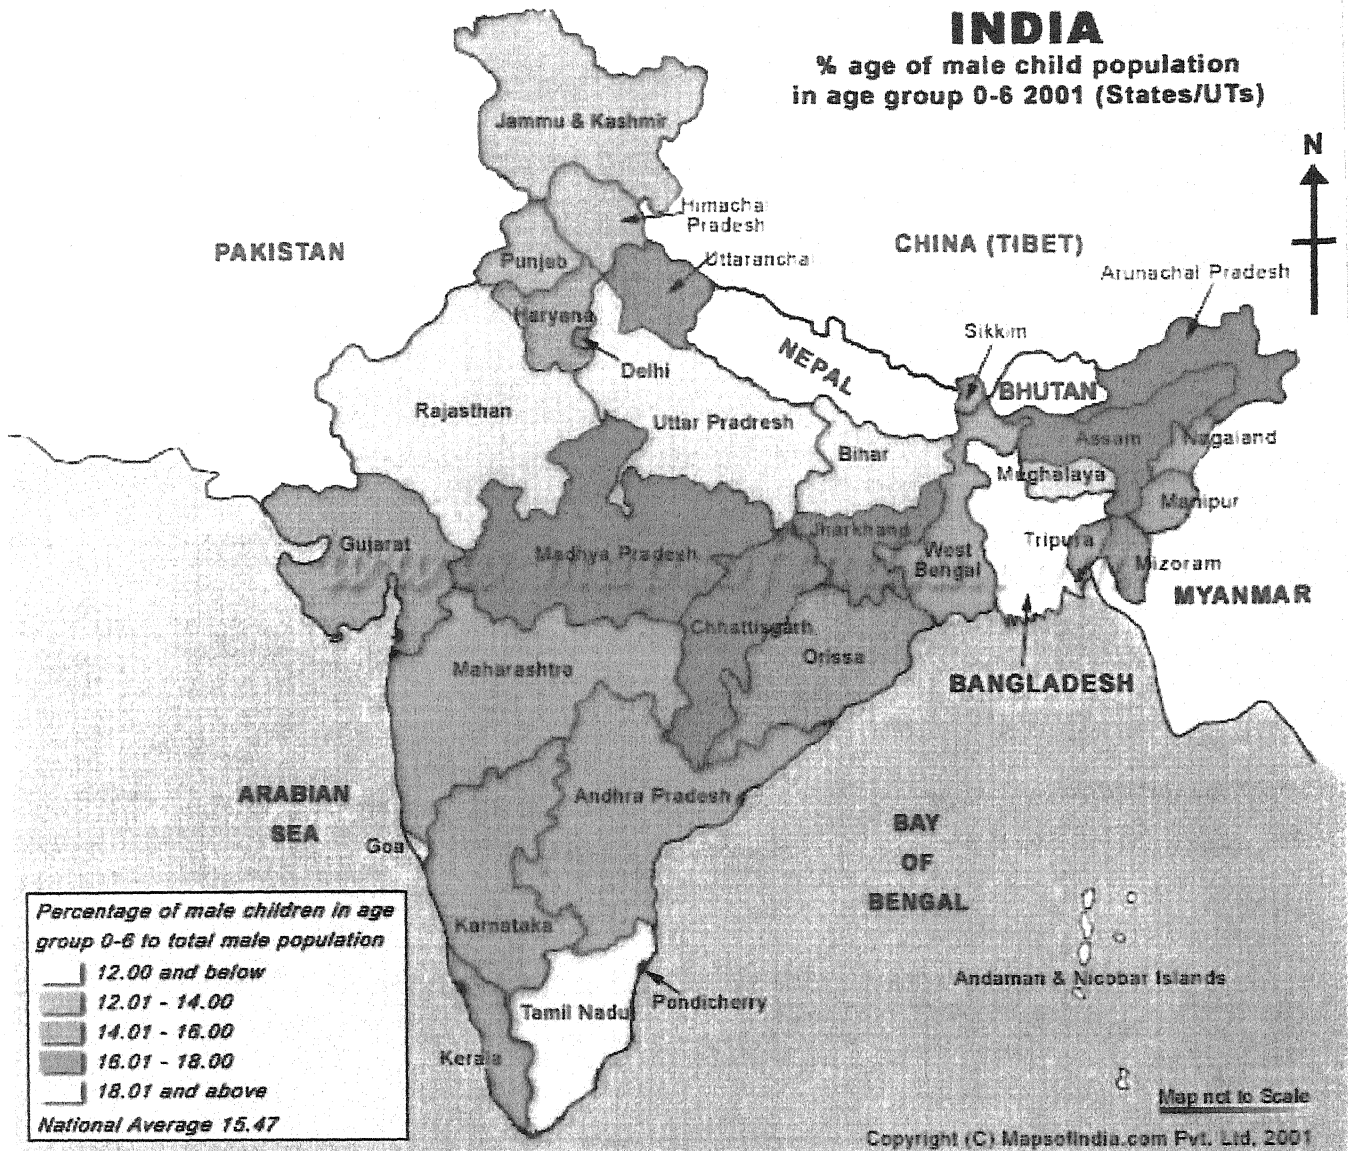 INDIA
% age of male child population
in age group 0-6 2001 (States/UTs)
N
Jammu & Kashmir
Himacha
Pradesh
PAKISTAN
CHINA (TIBET)
Punjab
Uttarancha
Arunachal Pradesh
Haryana
Sikkim
NEPAL
Delhi
BHUTAN
Rajasthan
Uttar Pradresh
Assam
Nagaland
Bihar
Meghalaya
Manipur
Jharkhand
Gujarat
Madhya Pradesh
West
Bengal
Tripura
Mizoram
MYANMAR
Chhattisgarh
Orissa
Maharashtra
BANGLADESH
ARABIAN
SEA
Andhra Pradesh
BAY
OF
BENGAL
Goa
Karnataka
Andaman & Nicobar Islands
Pondicherry
Tamil Nadu
Kerala
Percentage of male children in age
group 0-6 to total male population
12.00 and below
12.01 - 14.00
14.01 - 16.00
16.01 - 18.00
18.01 and above
National Average 15.47
Map not to Scale
Copyright (C) MapsofIndia.com Pvt. Ltd. 2001